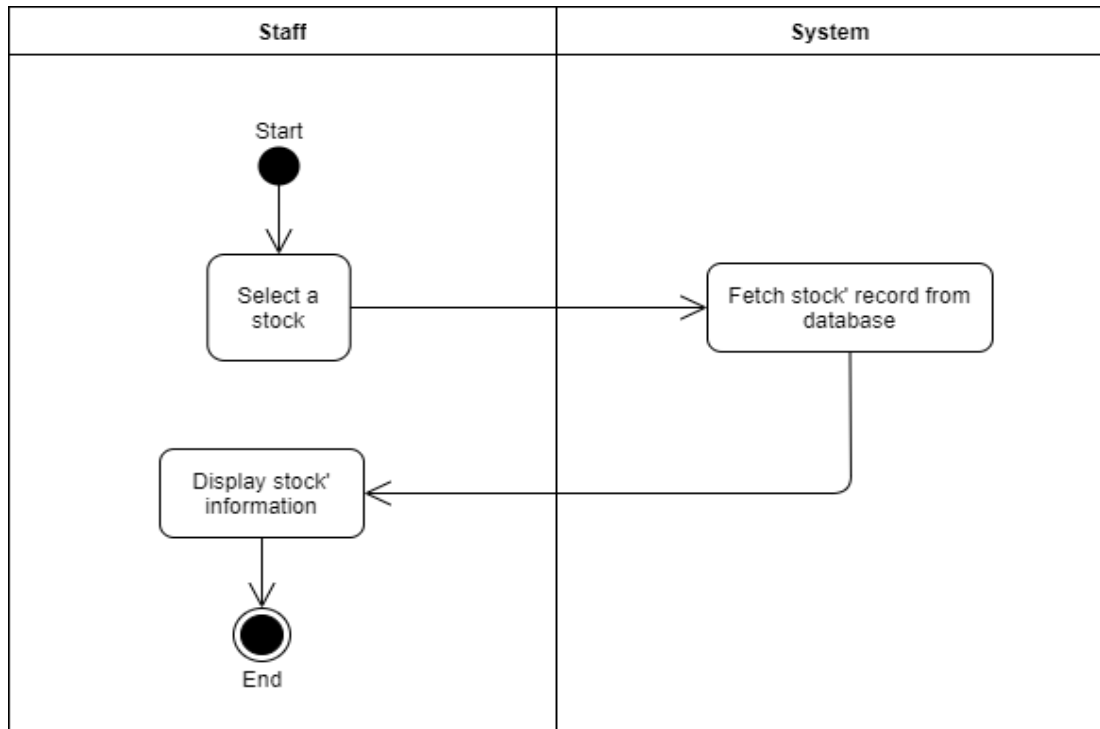 Staff
System
Start
Select a
stock
Fetch stock' record from
database
Display stock'
information
End